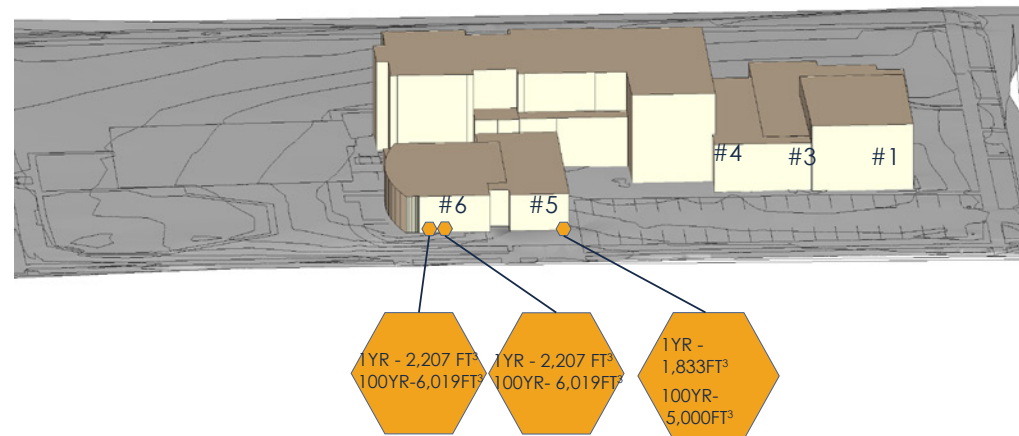 #4
#3
#1
#6
#5
1YR - 2,207 FT³
100YR-6,019FT³
1YR - 2,207 FT³
100YR- 6,019FT³
1YR -
1,833FT³
100YR-
5,000FT³